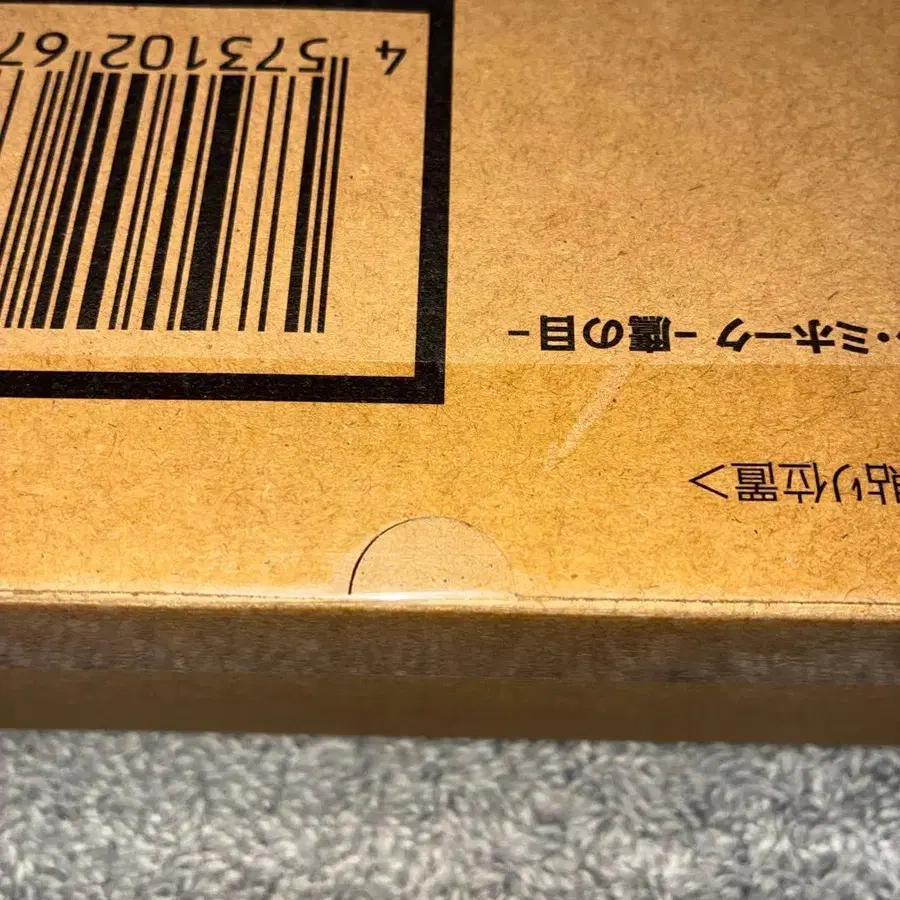 貼り位置>
・ミホーク -鷹の目-
4 573102 67